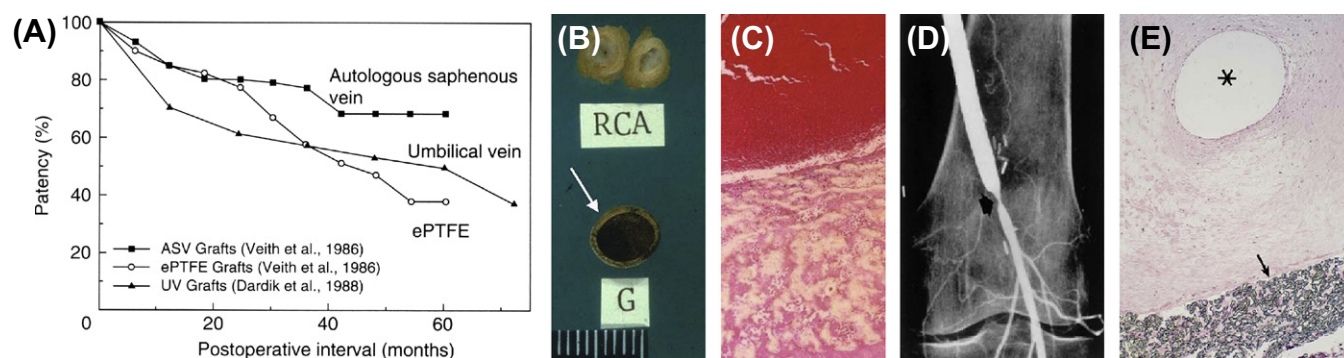 (A)
100
80
60
40
20
0
Patency (%)
Autologous saphenous
vein
Umbilical vein
ePTFE
ASV Grafts (Veith et al., 1986)
ePTFE Grafts (Veith et al., 1986)
UV Grafts (Dardik et al., 1988)
0 20 40 60
Postoperative interval (months)
(B)
RCA
G
(C)
(D)
(E)
*